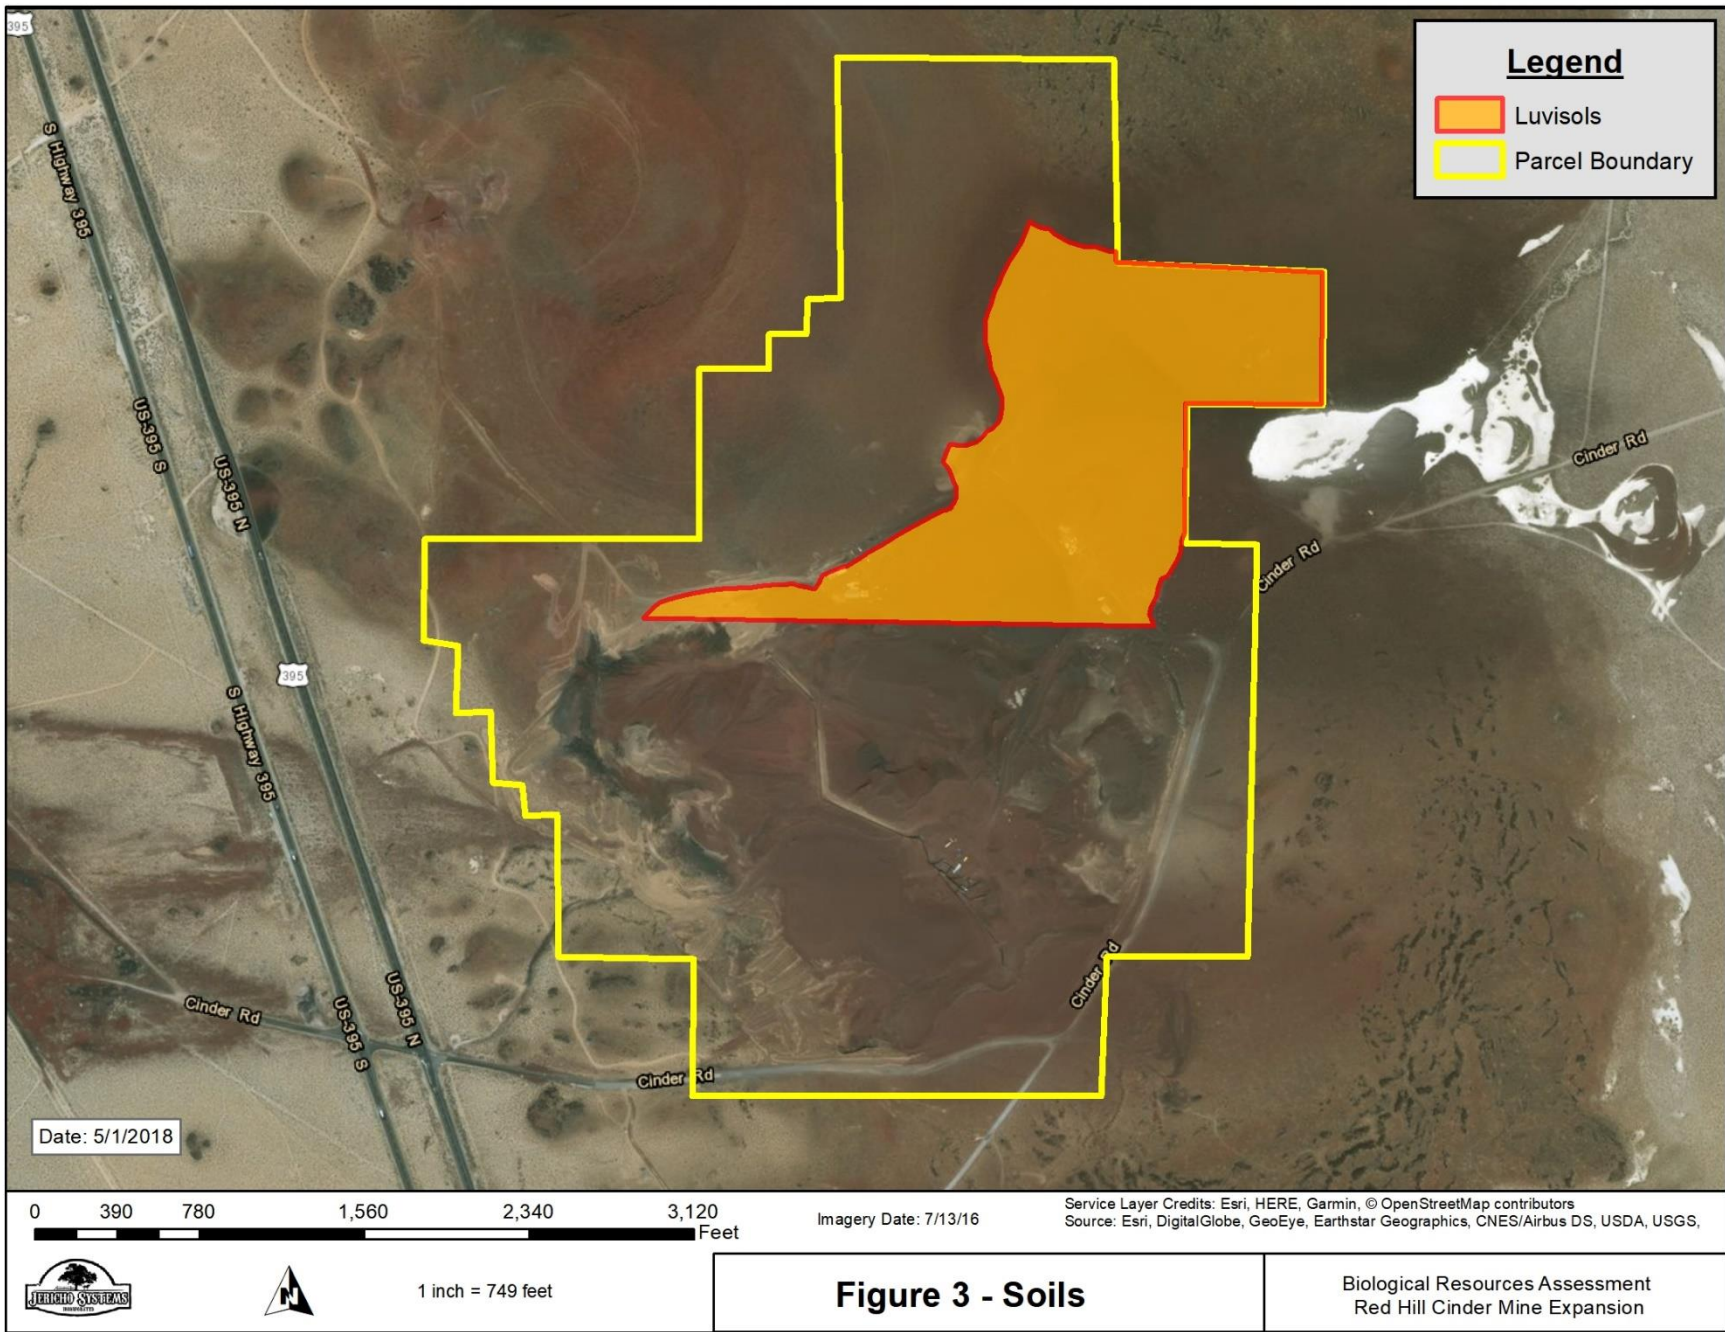 395
Legend
Luvisols
Parcel Boundary
S Highway 395
US-395 S
US-395 N
Cinder Rd
Cinder Rd
395
S Highway 395
Cinder Rd
Cinder Rd
US-395 S
US-395 N
Cinder Rd
Date: 5/1/2018
0 390 780 1,560 2,340 3,120
Feet
Imagery Date: 7/13/16
Service Layer Credits: Esri, HERE, Garmin, © OpenStreetMap contributors
Source: Esri, DigitalGlobe, GeoEye, Earthstar Geographics, CNES/Airbus DS, USDA, USGS,
JERICHO SYSTEMS
N
1 inch = 749 feet
Figure 3 - Soils
Biological Resources Assessment
Red Hill Cinder Mine Expansion